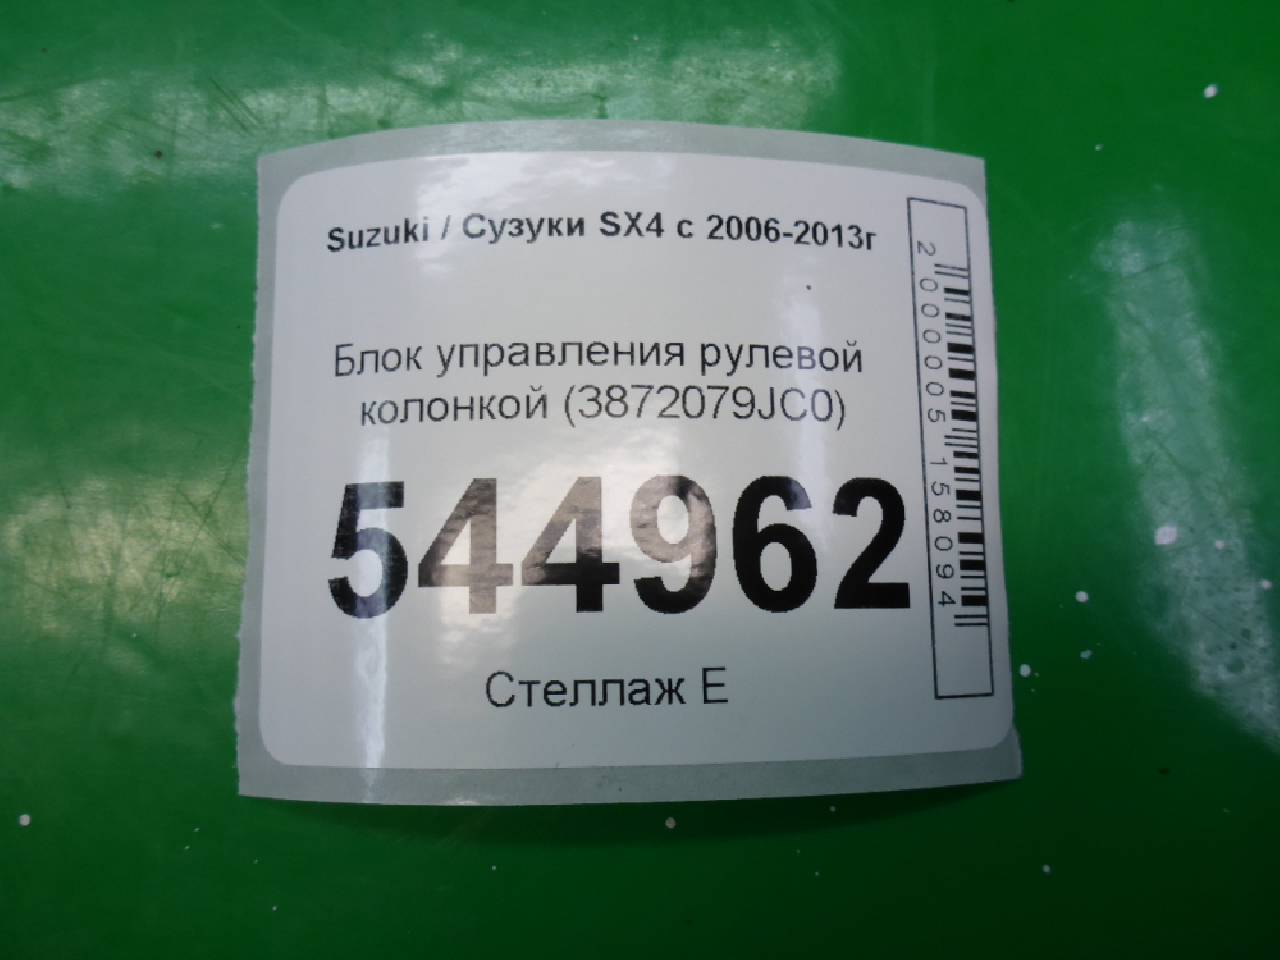 Suzuki / Сузуки SX4 с 2006-2013г
Блок управления рулевой
колонкой (3872079JC0)
544962
Стеллаж Е
2000005158094